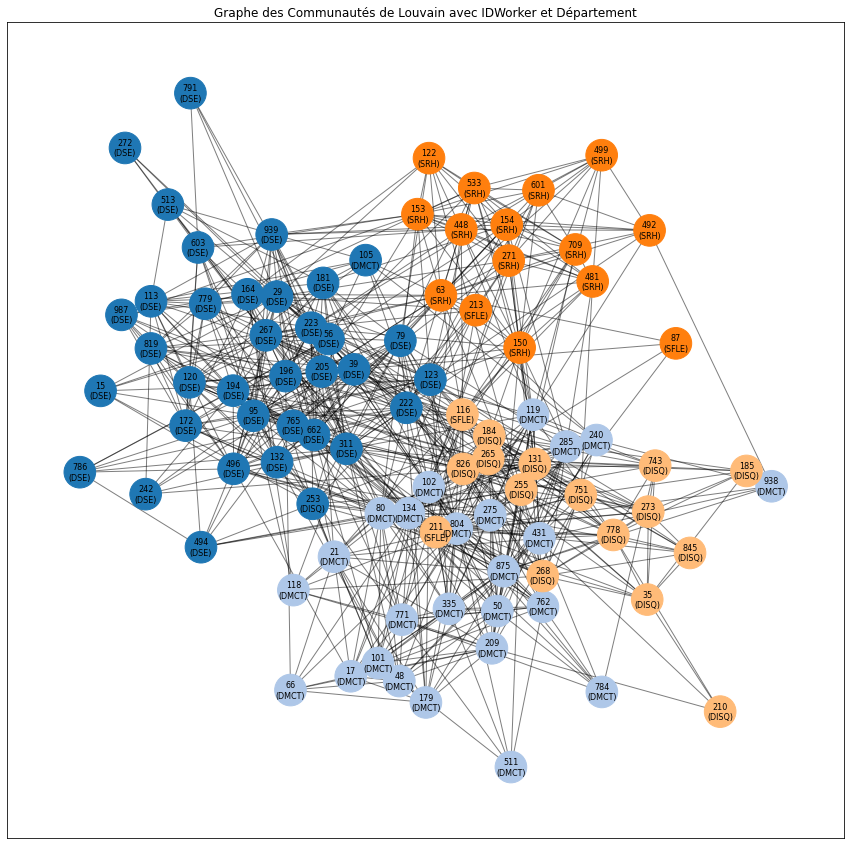 Graphe des Communautés de Louvain avec IDWorker et Département
791
(DSE)
272
(DSE)
122
(SRH)
499
(SRH)
533
(SRH)
601
(SRH)
513
(DSE)
153
(SRH)
154
(SRH)
448
(SRH)
492
(SRH)
939
(DSE)
603
(DSE)
709
(SRH)
105
(DMCT)
271
(SRH)
481
(SRH)
181
(DSE)
164
(DSE)
29
(DSE)
63
(SRH)
113
(DSE)
779
(DSE)
213
(SFLE)
987
(DSE)
223
(DSE)
267
(DSE)
56
(DSE)
79
(DSE)
87
(SFLE)
150
(SRH)
819
(DSE)
39
(DSE)
205
(DSE)
196
(DSE)
123
(DSE)
120
(DSE)
15
(DSE)
194
(DSE)
222
(DSE)
95
(DSE)
116
(SFLE)
119
(DMCT)
172
(DSE)
765
(DSE)
662
(DSE)
184
(DISQ)
240
(DMCT)
285
(DMCT)
311
(DSE)
265
(DISQ)
132
(DSE)
131
(DISQ)
743
(DISQ)
496
(DSE)
826
(DISQ)
185
(DISQ)
786
(DSE)
102
(DMCT)
938
(DMCT)
255
(DISQ)
242
(DSE)
751
(DISQ)
253
(DISQ)
273
(DISQ)
80
(DMCT)
134
(DMCT)
275
(DMCT)
804
(DMCT)
211
(SFLE)
778
(DISQ)
431
(DMCT)
494
(DSE)
845
(DISQ)
21
(DMCT)
875
(DMCT)
268
(DISQ)
118
(DMCT)
35
(DISQ)
762
(DMCT)
335
(DMCT)
50
(DMCT)
771
(DMCT)
209
(DMCT)
101
(DMCT)
17
(DMCT)
48
(DMCT)
66
(DMCT)
784
(DMCT)
179
(DMCT)
210
(DISQ)
511
(DMCT)